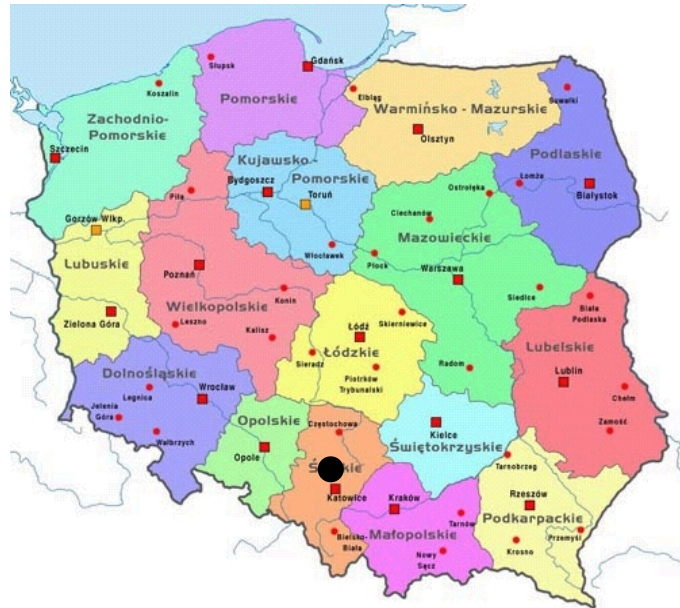 Gdańsk
Słupsk
Koszalin
Pomorskie
Elbląg
Suwałki
Warmińsko - Mazurskie
Zachodnio-
Pomorskie
Olsztyn
Szczecin
Kujawsko-
Pomorskie
Podlaskie
Bydgoszcz
Piła
Toruń
Łomża
Ostrołęka
Białystok
Gorzów Wlkp.
Ciechanów
Mazowieckie
Włocławek
Płock
Lubuskie
Poznań
Warszawa
Siedlce
Konin
Wielkopolskie
Biała
Podlaska
Zielona Góra
Leszno
Kalisz
Skierniewice
Łódź
Łódzkie
Lubelskie
Sieradz
Piotrków
Trybunalski
Radom
Lublin
Dolnośląskie
Legnica
Wrocław
Chełm
Jelenia
Góra
Wałbrzych
Opolskie
Opole
Częstochowa
Kielce
Świętokrzyskie
Zamość
Tarnobrzeg
Katowice
Kraków
Rzeszów
Tarnów
Podkarpackie
Małopolskie
Przemyśl
Bielsko-
Biała
Nowy
Sącz
Krosno